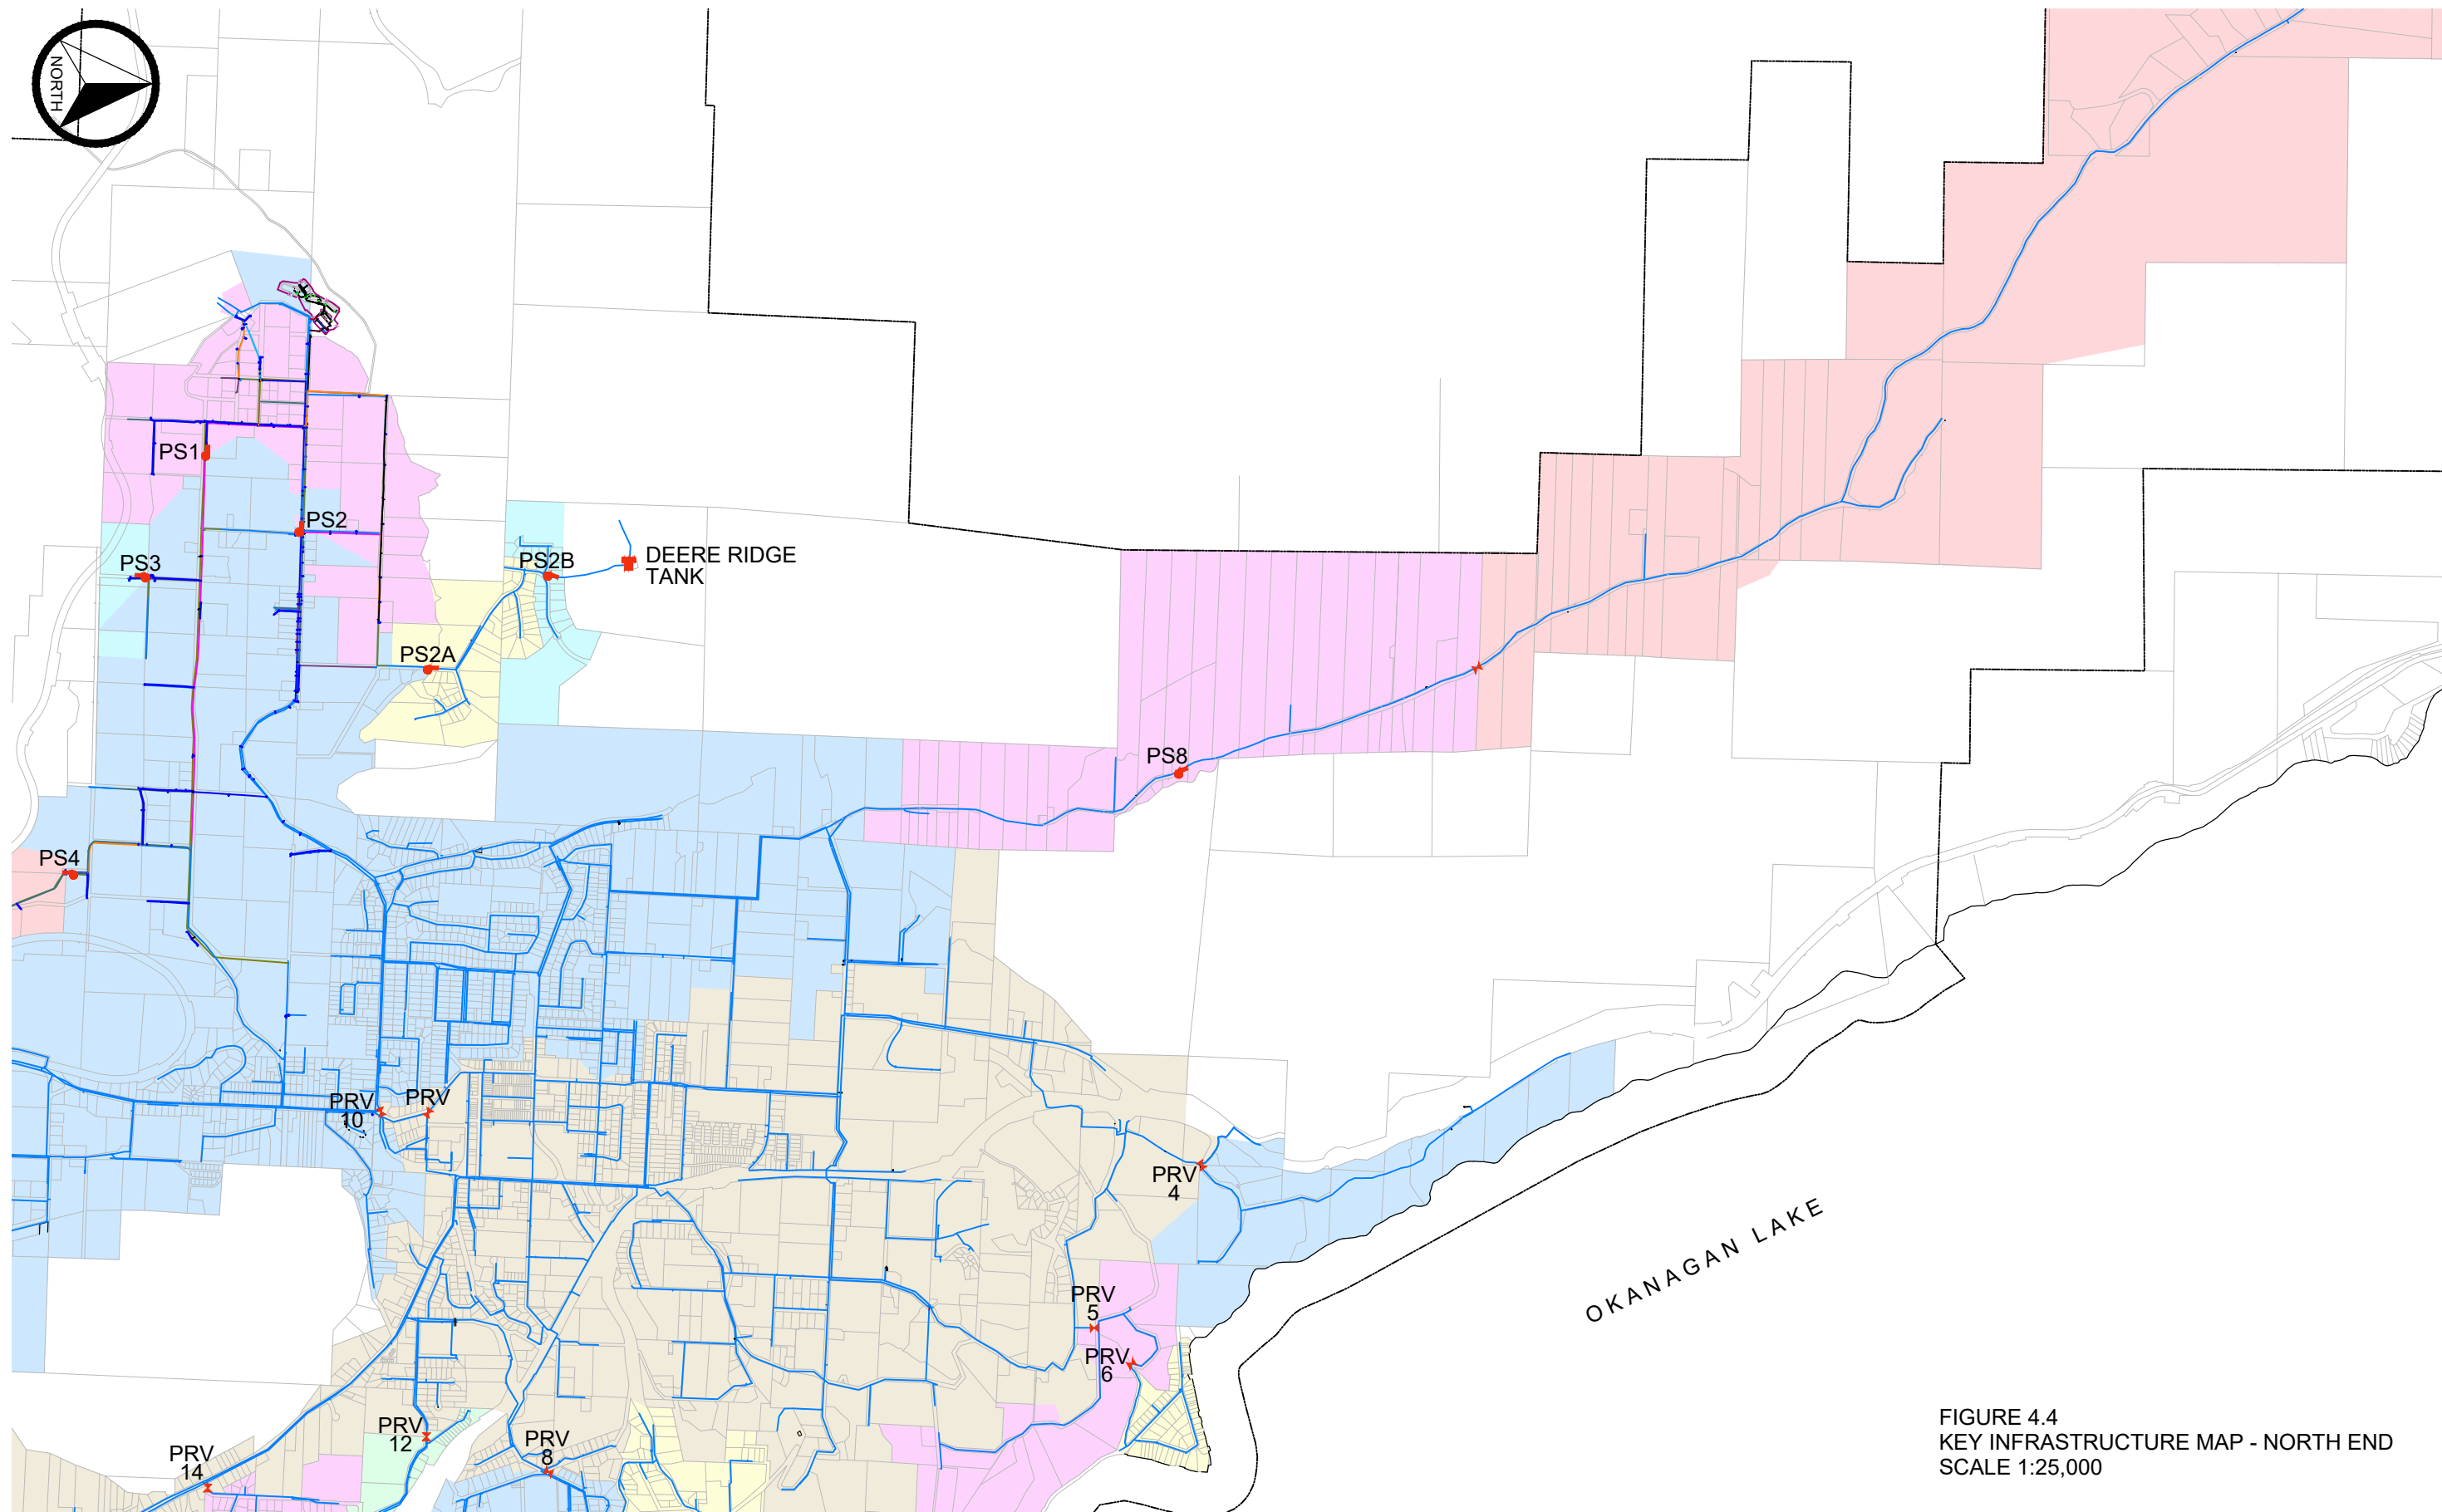 NORTH
PS1
PS2
PS3
PS2B
DEERE RIDGE
TANK
PS2A
PS8
PS4
PRV
10
PRV
PRV
4
OKANAGAN LAKE
PRV
5
PRV
6
PRV
12
PRV
8
PRV
14
FIGURE 4.4
KEY INFRASTRUCTURE MAP - NORTH END
SCALE 1:25,000